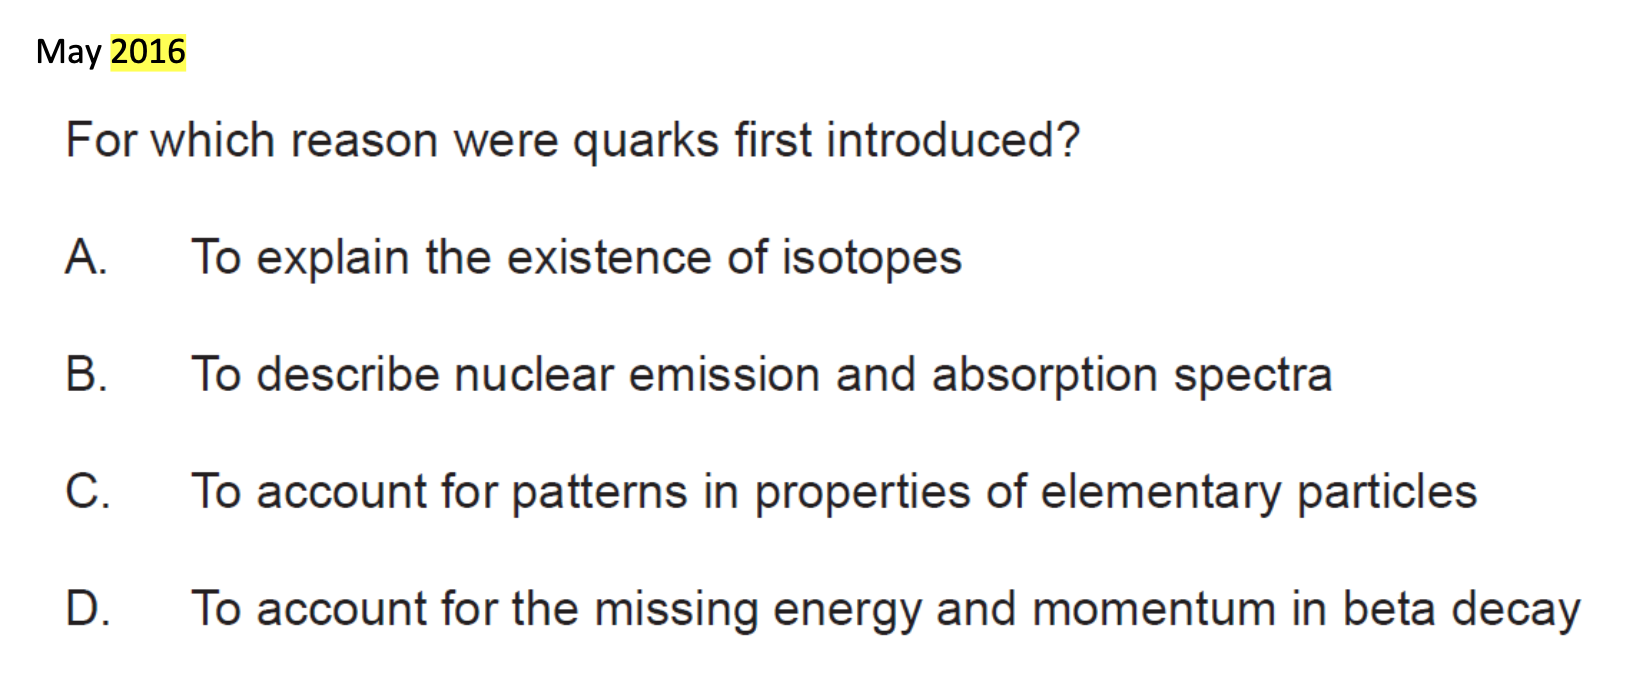 May 2016
For which reason were quarks first introduced?
A. To explain the existence of isotopes
B. To describe nuclear emission and absorption spectra
C. To account for patterns in properties of elementary particles
D. To account for the missing energy and momentum in beta decay